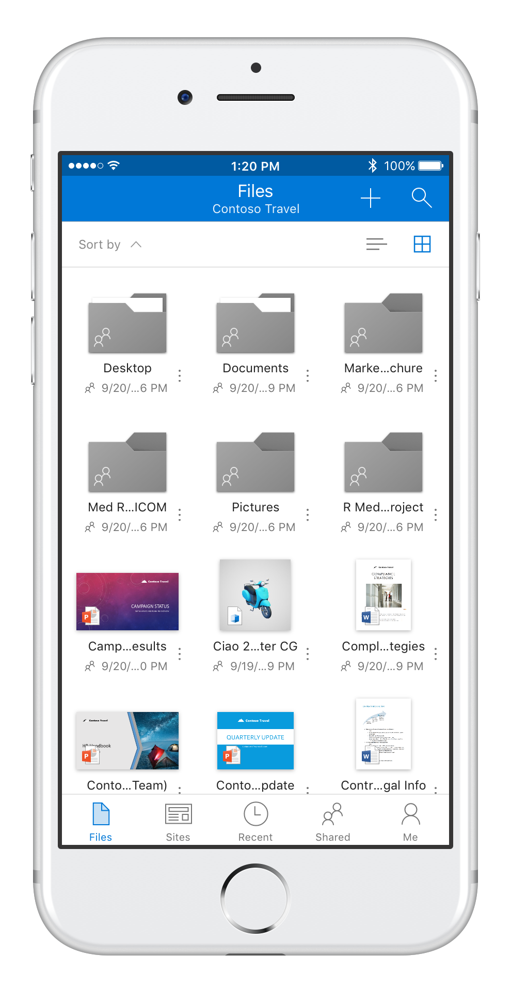 1:20 PM
100%
Files
Contoso Travel
Sort by
Desktop
Documents
Marke...chure
9/20/...6 PM
9/20/...9 PM
9/20/...6 PM
Med R...ICOM
Pictures
R Med...roject
9/20/...6 PM
9/20/...6 PM
9/20/...6 PM
Contoso Travel
CAMPAIGN STATUS
P
Contoso Travel
COMPLIANCE
STRATEGIES
W
Camp...esults
Ciao 2...ter CG
Compl...tegies
9/20/...0 PM
9/19/...9 PM
9/20/...9 PM
Contoso Travel
HR Handbook
P
Contoso Travel
QUARTERLY UPDATE
Update and Progress Report
P
W
Conto...Team)
Conto...pdate
Contr...gal Info
Files
Sites
Recent
Shared
Me